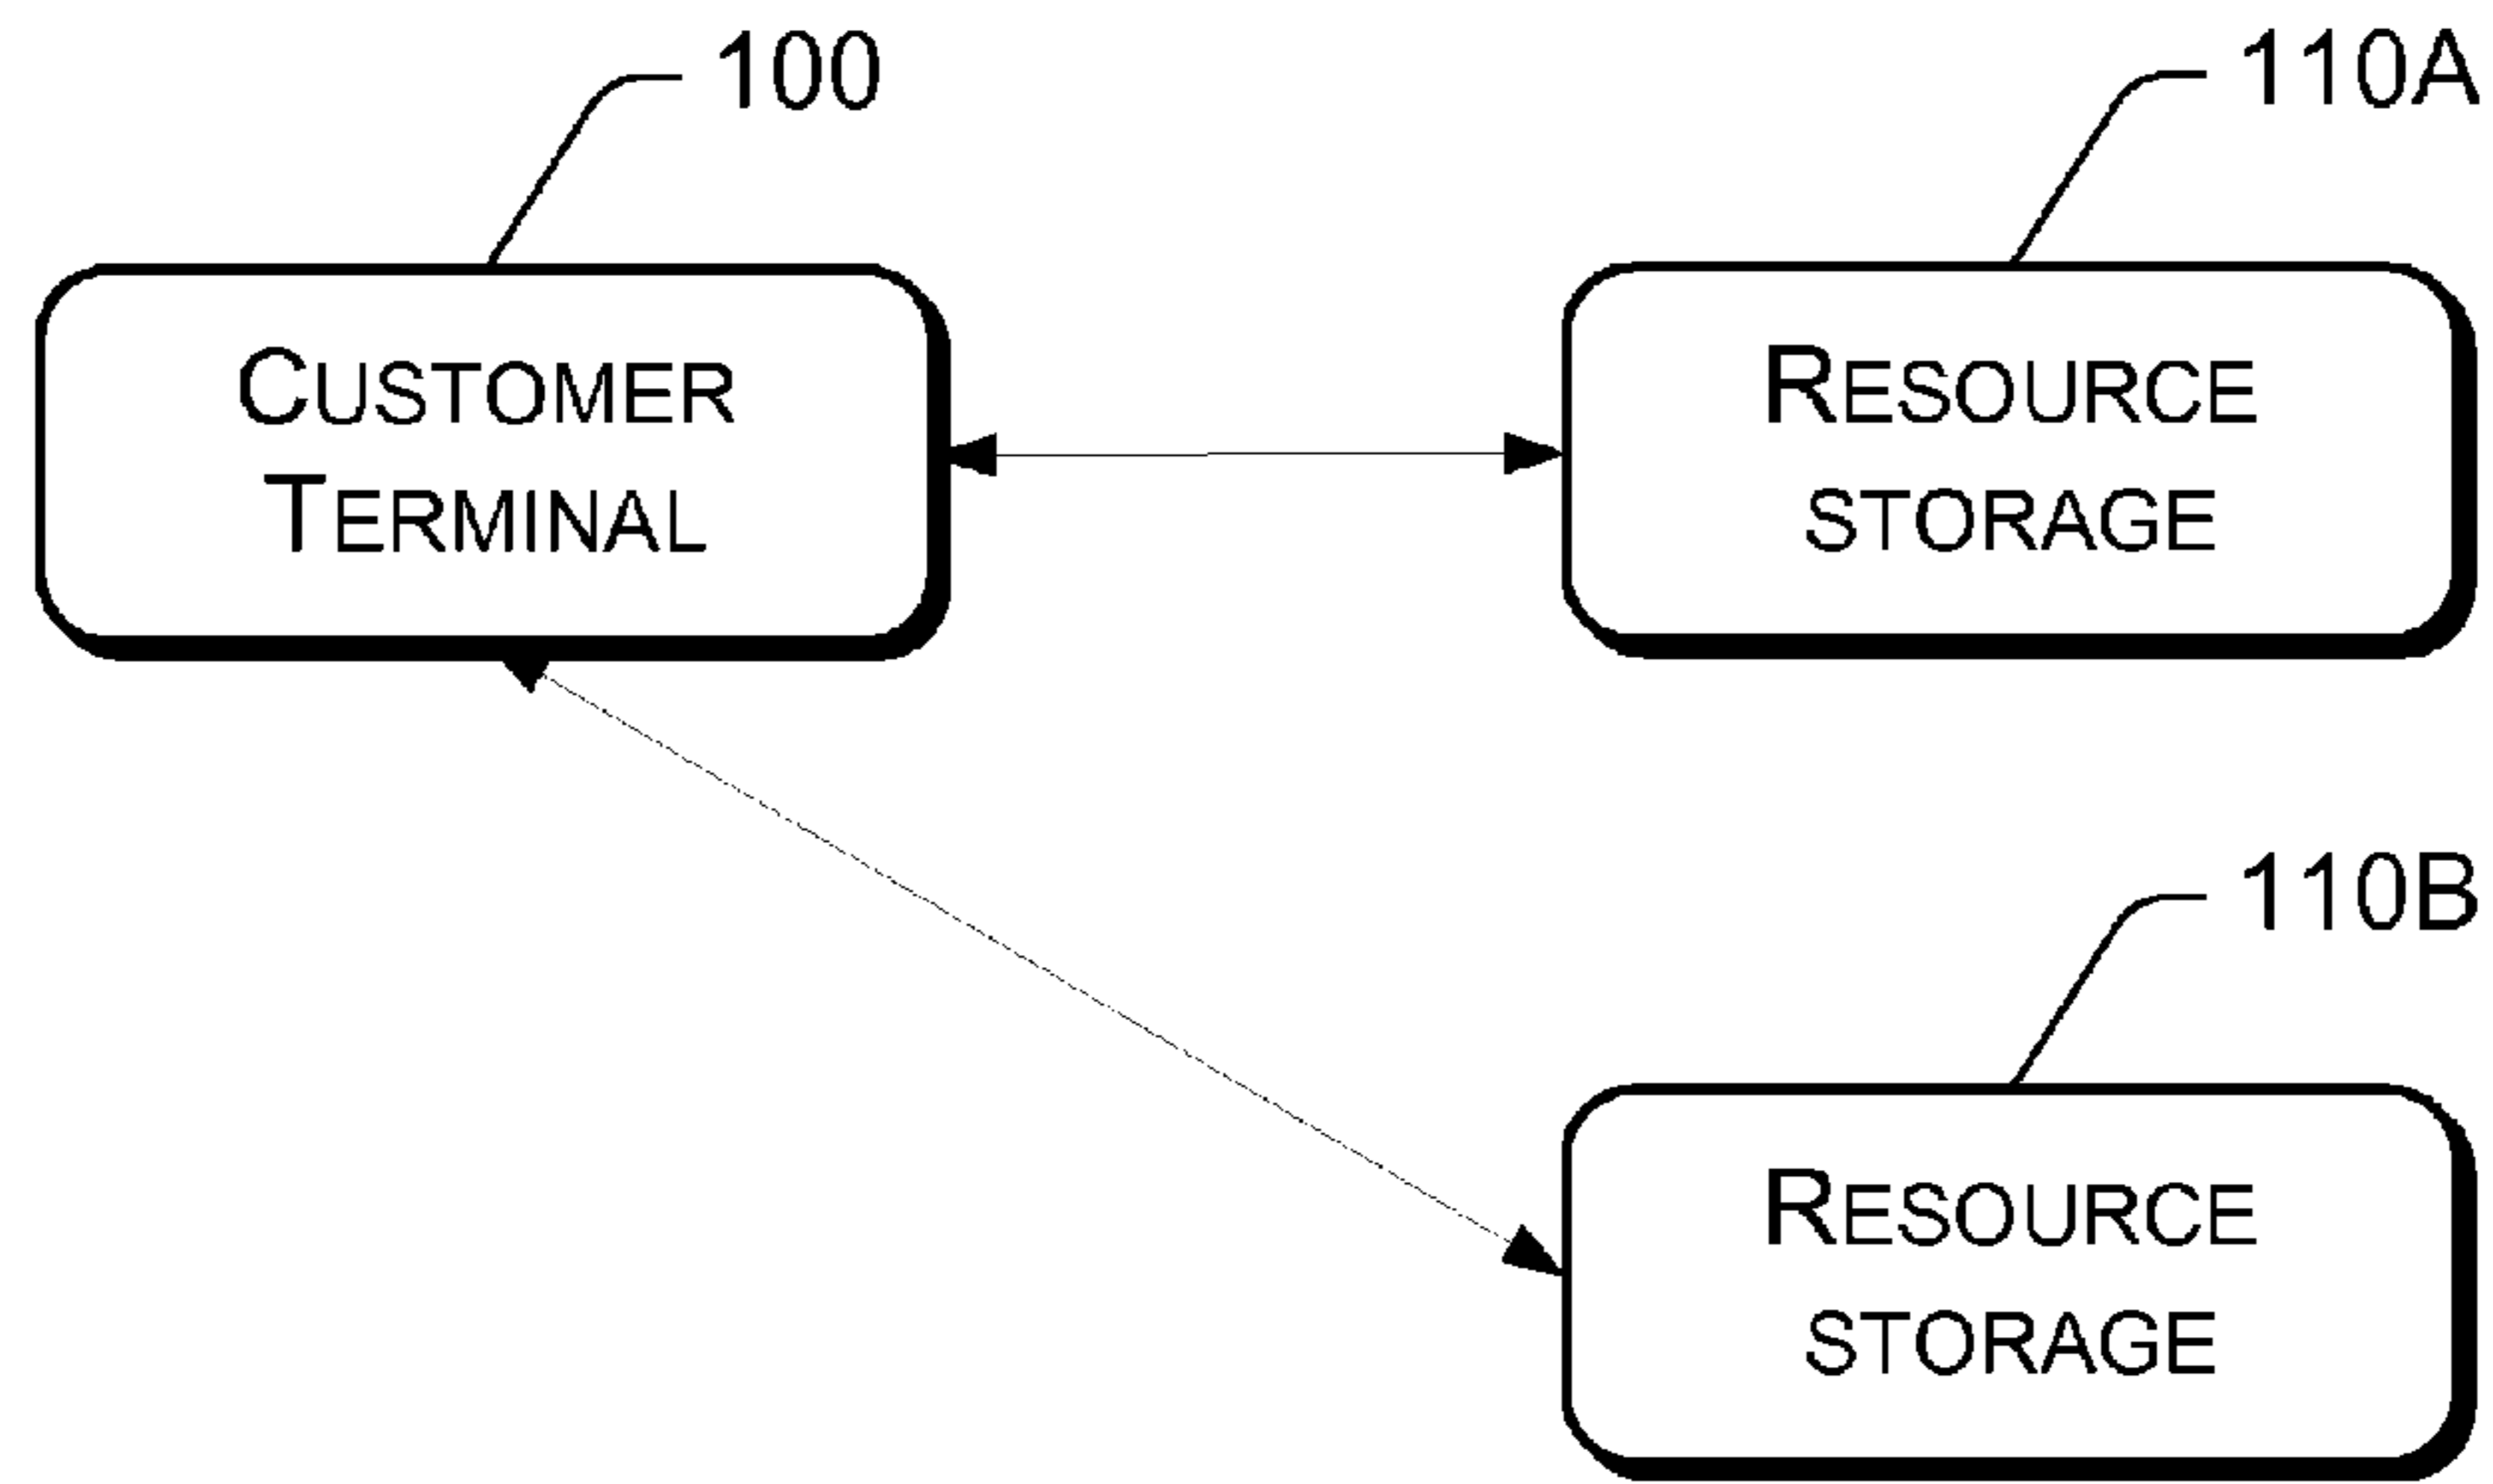 100
110A
CUSTOMER
TERMINAL
RESOURCE
STORAGE
110B
RESOURCE
STORAGE